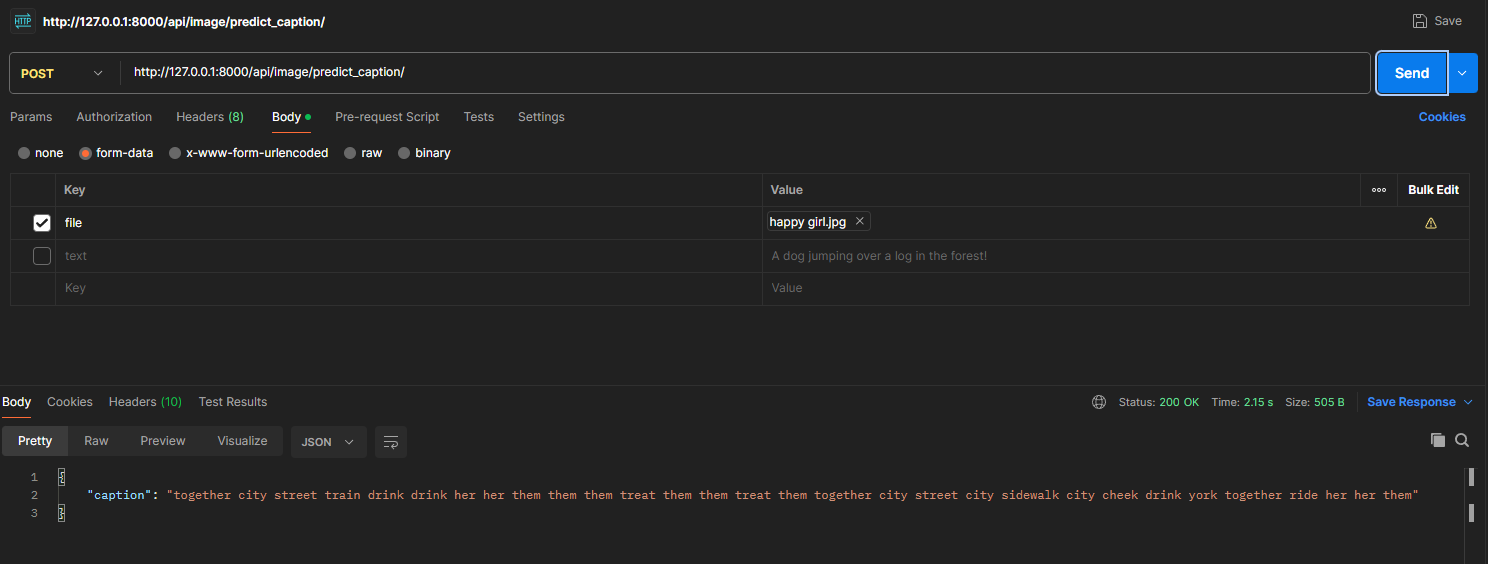 HTTP http://127.0.0.1:8000/api/image/predict_caption/ Save
POST http://127.0.0.1:8000/api/image/predict_caption/ Send
Params Authorization Headers (8) Body Pre-request Script Tests Settings Cookies
none form-data x-www-form-urlencoded raw binary
Key Value Bulk Edit
file happy girl.jpg
text A dog jumping over a log in the forest!
Key Value
Body Cookies Headers (10) Test Results Status: 200 OK Time: 2.15 s Size: 505 B Save Response
Pretty Raw Preview Visualize JSON
1 {
2 "caption": "together city street train drink drink her her them them them treat them them treat them together city street city sidewalk city cheek drink york together ride her her them"
3 }